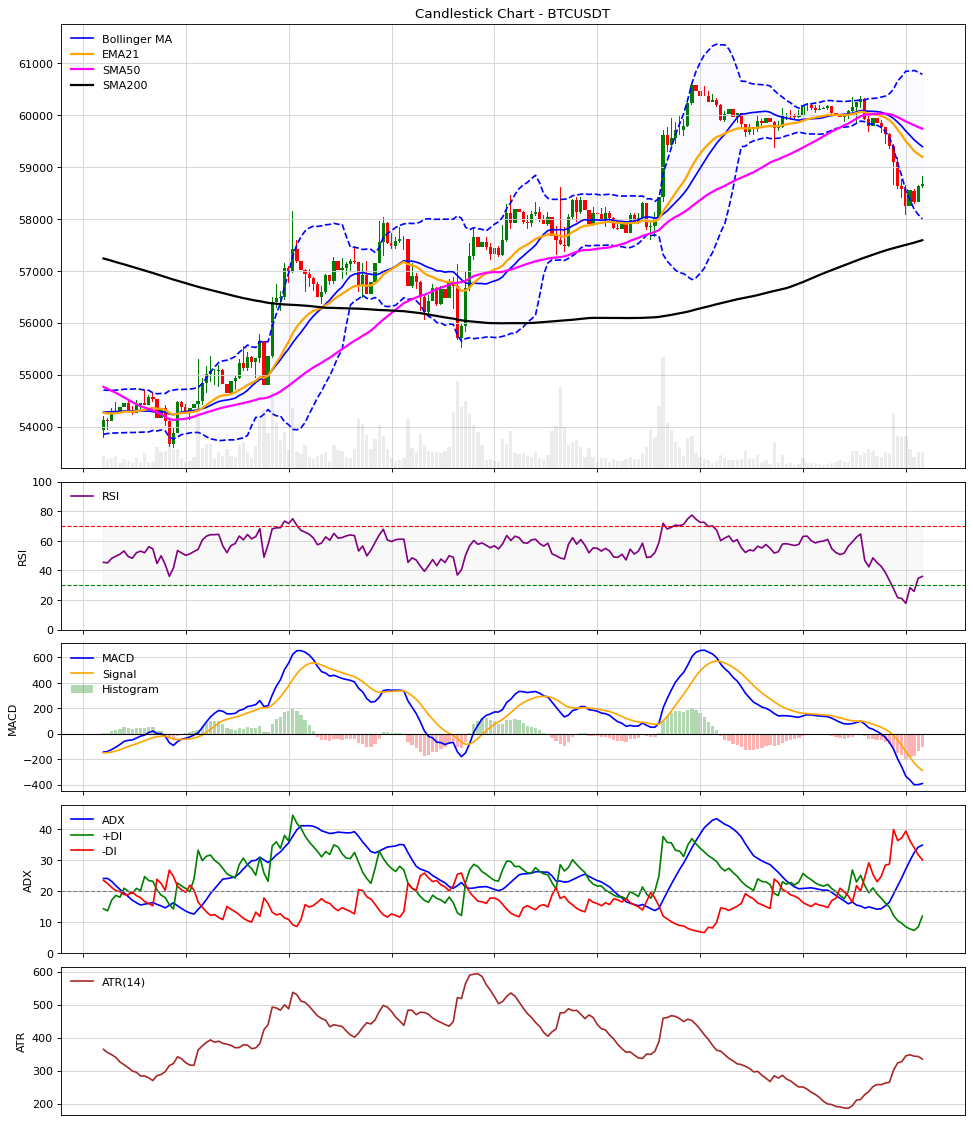 Candlestick Chart - BTCUSDT
Bollinger MA
EMA21
SMA50
SMA200
61000
60000
59000
58000
57000
56000
55000
54000
RSI
100
80
60
40
20
0
RSI
MACD
Signal
Histogram
600
400
200
0
−200
−400
MACD
ADX
+DI
-DI
40
30
20
10
0
ADX
ATR(14)
600
500
400
300
200
ATR